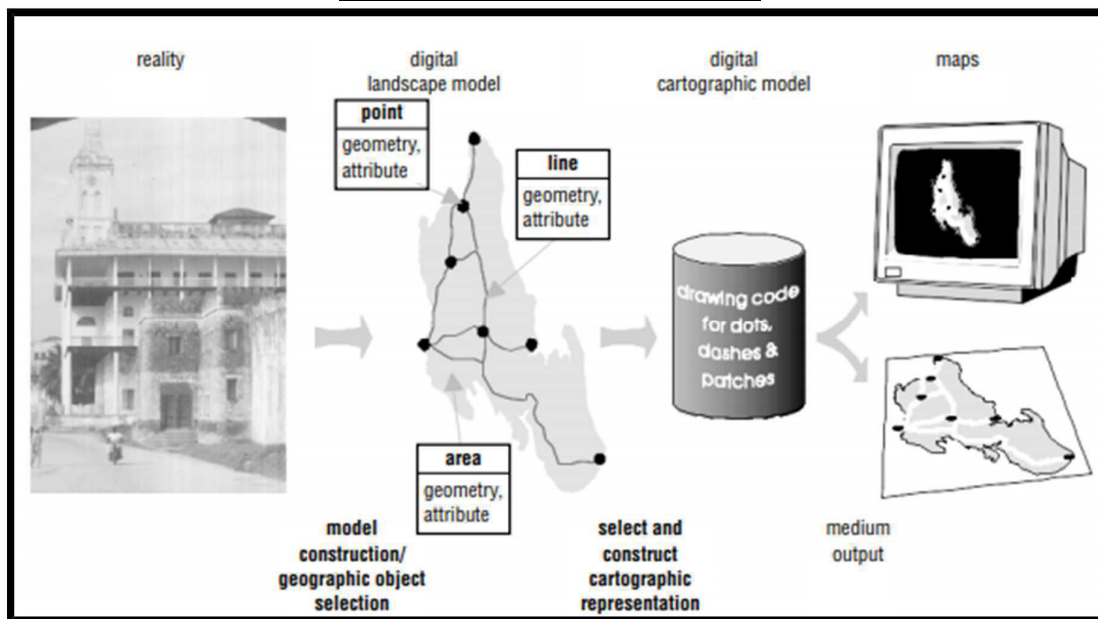 reality
digital
landscape model
digital
cartographic model
maps
point
geometry,
attribute
line
geometry,
attribute
drawing code
for dots,
dashes &
patches
area
geometry,
attribute
model
construction/
geographic object
selection
select and
construct
cartographic
representation
medium
output